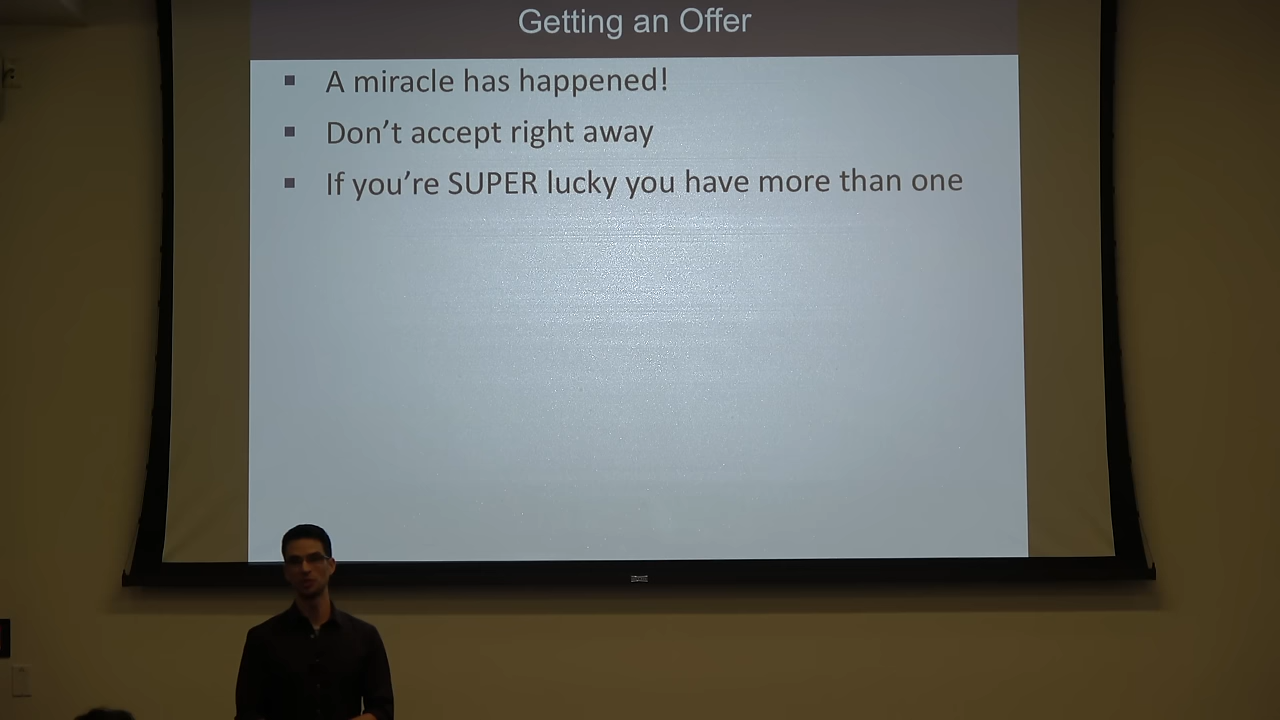 Getting an Offer
▪ A miracle has happened!
▪ Don't accept right away
▪ If you're SUPER lucky you have more than one